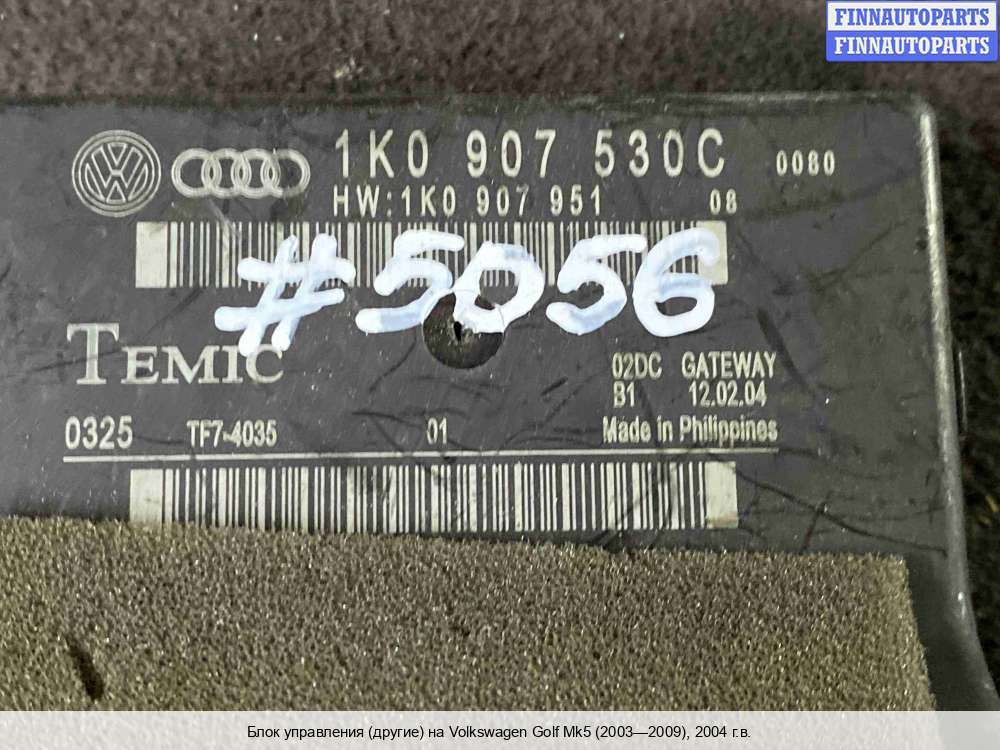 FINNAUTOPARTS
FINNAUTOPARTS
1K0 907 530C 0080
HW:1K0 907 951 08
#5056
TEMIC
02DC GATEWAY
B1 12.02.04
0325 TF7-4035 01 Made in Philippines
Блок управления (другие) на Volkswagen Golf Mk5 (2003—2009), 2004 г.в.